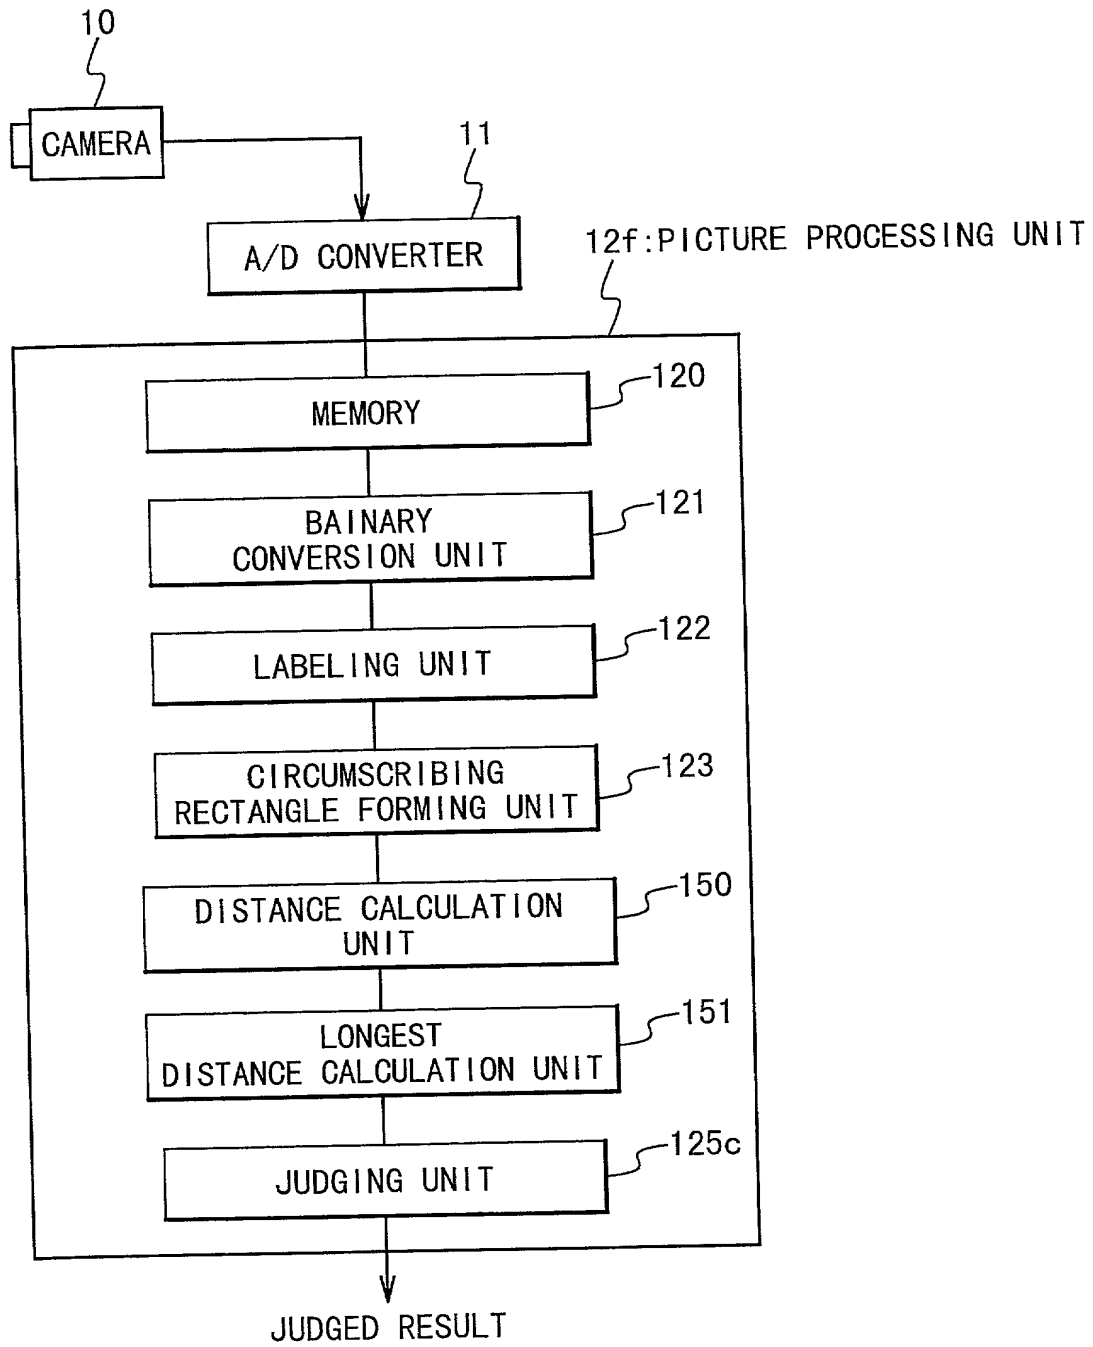 10
CAMERA
11
A/D CONVERTER
12f:PICTURE PROCESSING UNIT
120
MEMORY
121
BAINARY
CONVERSION UNIT
122
LABELING UNIT
123
CIRCUMSCRIBING
RECTANGLE FORMING UNIT
150
DISTANCE CALCULATION
UNIT
151
LONGEST
DISTANCE CALCULATION UNIT
125c
JUDGING UNIT
JUDGED RESULT